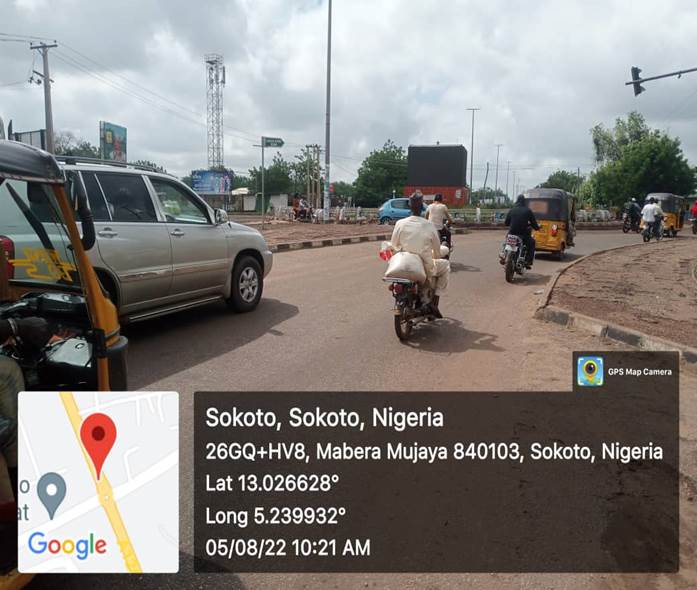 GPS Map Camera
Sokoto, Sokoto, Nigeria
26GQ+HV8, Mabera Mujaya 840103, Sokoto, Nigeria
Lat 13.026628°
Long 5.239932°
05/08/22 10:21 AM
Google